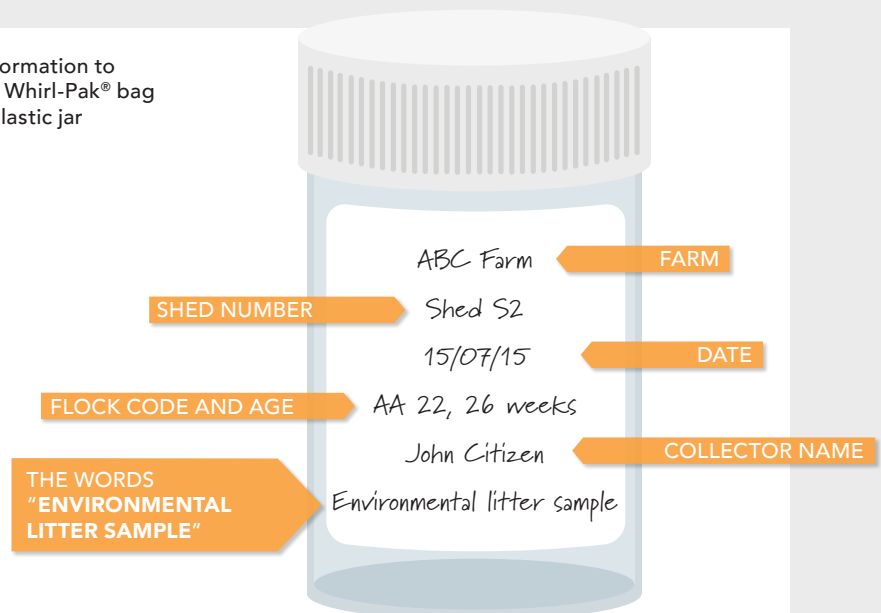 ormation to
Whirl-Pak® bag
lastic jar
ABC Farm
FARM
SHED NUMBER
Shed S2
15/07/15
DATE
FLOCK CODE AND AGE
AA 22, 26 weeks
John Citizen
COLLECTOR NAME
THE WORDS
"ENVIRONMENTAL
LITTER SAMPLE"
Environmental litter sample